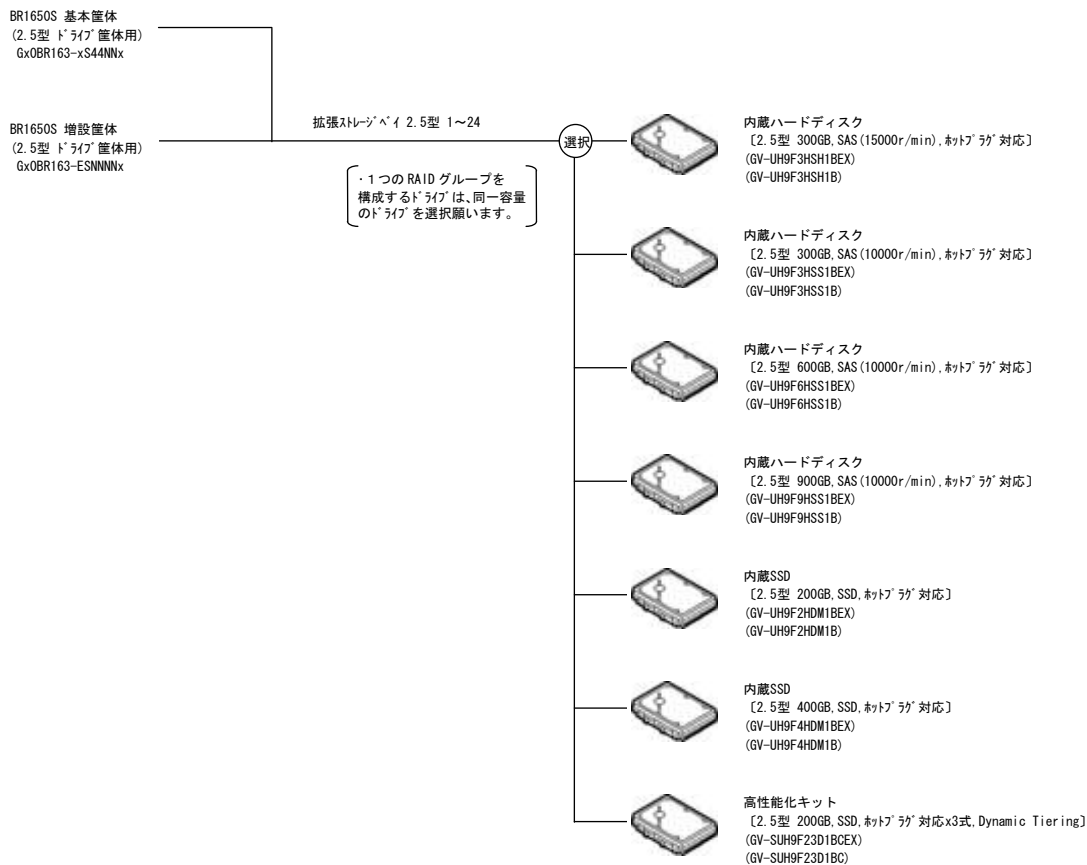 BR1650S 基本筐体
(2.5型 ﾄﾞﾗｲﾌﾞ筐体用)
Gx0BR163-xS44NNx
BR1650S 増設筐体
(2.5型 ﾄﾞﾗｲﾌﾞ筐体用)
Gx0BR163-ESNNNNx
拡張ｽﾄﾚｰｼﾞﾍﾞｲ 2.5型 1～24
・１つの RAID グループを
構成するﾄﾞﾗｲﾌﾞは､同一容量
のﾄﾞﾗｲﾌﾞを選択願います。
選択
内蔵ハードディスク
〔2.5型 300GB,SAS(15000r/min),ﾎｯﾄﾌﾟﾗｸﾞ対応〕
(GV-UH9F3HSH1BEX)
(GV-UH9F3HSH1B)
内蔵ハードディスク
〔2.5型 300GB,SAS(10000r/min),ﾎｯﾄﾌﾟﾗｸﾞ対応〕
(GV-UH9F3HSS1BEX)
(GV-UH9F3HSS1B)
内蔵ハードディスク
〔2.5型 600GB,SAS(10000r/min),ﾎｯﾄﾌﾟﾗｸﾞ対応〕
(GV-UH9F6HSS1BEX)
(GV-UH9F6HSS1B)
内蔵ハードディスク
〔2.5型 900GB,SAS(10000r/min),ﾎｯﾄﾌﾟﾗｸﾞ対応〕
(GV-UH9F9HSS1BEX)
(GV-UH9F9HSS1B)
内蔵SSD
〔2.5型 200GB,SSD,ﾎｯﾄﾌﾟﾗｸﾞ対応〕
(GV-UH9F2HDM1BEX)
(GV-UH9F2HDM1B)
内蔵SSD
〔2.5型 400GB,SSD,ﾎｯﾄﾌﾟﾗｸﾞ対応〕
(GV-UH9F4HDM1BEX)
(GV-UH9F4HDM1B)
高性能化キット
〔2.5型 200GB,SSD,ﾎｯﾄﾌﾟﾗｸﾞ対応x3式,Dynamic Tiering〕
(GV-SUH9F23D1BCEX)
(GV-SUH9F23D1BC)